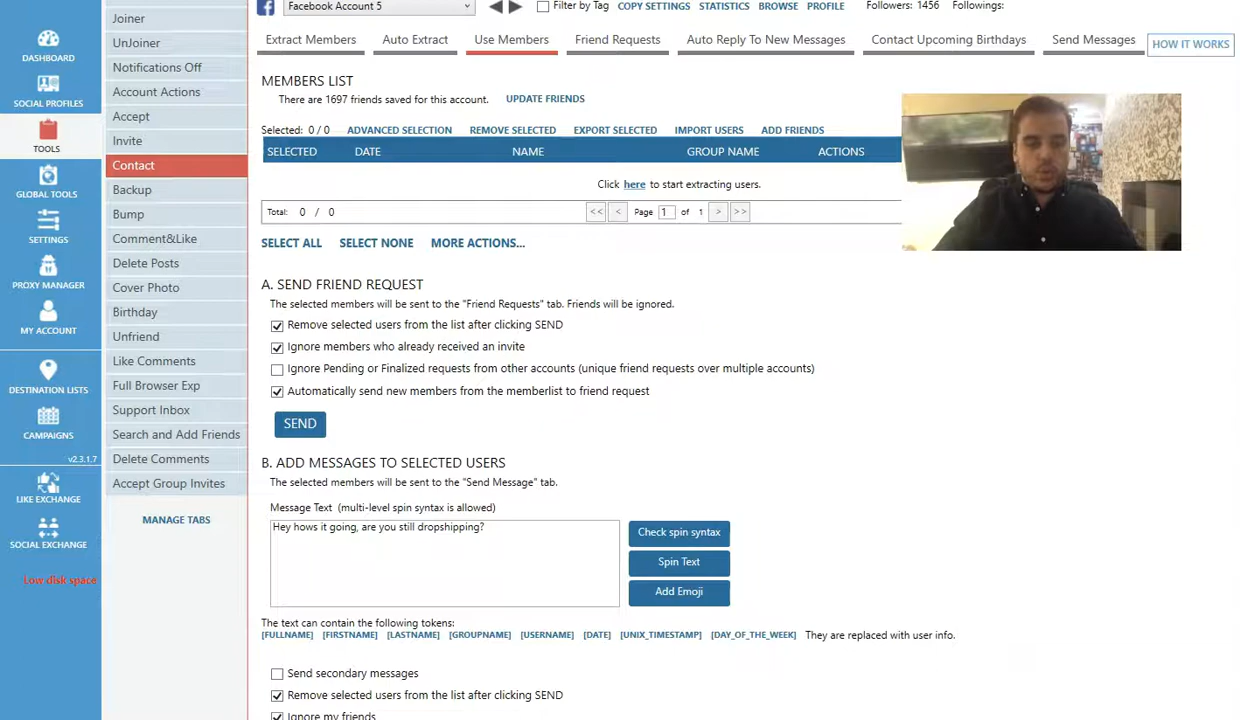 Facebook Account 5
Filter by Tag
COPY SETTINGS
STATISTICS
BROWSE
PROFILE
Followers: 1456
Followings:
DASHBOARD
SOCIAL PROFILES
TOOLS
GLOBAL TOOLS
SETTINGS
PROXY MANAGER
MY ACCOUNT
DESTINATION LISTS
CAMPAIGNS
v2.3.1.7
LIKE EXCHANGE
SOCIAL EXCHANGE
Low disk space
Joiner
UnJoiner
Notifications Off
Account Actions
Accept
Invite
Contact
Backup
Bump
Comment&Like
Delete Posts
Cover Photo
Birthday
Unfriend
Like Comments
Full Browser Exp
Support Inbox
Search and Add Friends
Delete Comments
Accept Group Invites
MANAGE TABS
Extract Members
Auto Extract
Use Members
Friend Requests
Auto Reply To New Messages
Contact Upcoming Birthdays
Send Messages
HOW IT WORKS
MEMBERS LIST
There are 1697 friends saved for this account.
UPDATE FRIENDS
Selected: 0 / 0
ADVANCED SELECTION
REMOVE SELECTED
EXPORT SELECTED
IMPORT USERS
ADD FRIENDS
SELECTED
DATE
NAME
GROUP NAME
ACTIONS
Click here to start extracting users.
Total: 0 / 0
<< < Page 1 of 1 > >>
SELECT ALL
SELECT NONE
MORE ACTIONS...
A. SEND FRIEND REQUEST
The selected members will be sent to the "Friend Requests" tab. Friends will be ignored.
Remove selected users from the list after clicking SEND
Ignore members who already received an invite
Ignore Pending or Finalized requests from other accounts (unique friend requests over multiple accounts)
Automatically send new members from the memberlist to friend request
SEND
B. ADD MESSAGES TO SELECTED USERS
The selected members will be sent to the "Send Message" tab.
Message Text (multi-level spin syntax is allowed)
Hey hows it going, are you still dropshipping?
Check spin syntax
Spin Text
Add Emoji
The text can contain the following tokens:
[FULLNAME] [FIRSTNAME] [LASTNAME] [GROUPNAME] [USERNAME] [DATE] [UNIX_TIMESTAMP] [DAY_OF_THE_WEEK] They are replaced with user info.
Send secondary messages
Remove selected users from the list after clicking SEND
Ignore my friends